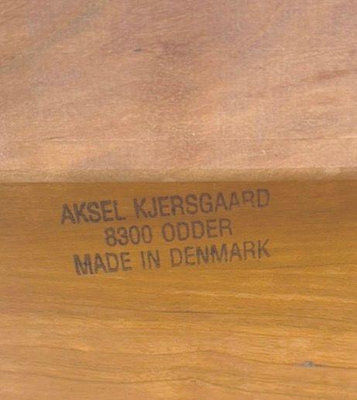 AKSEL KJERSGAARD
8300 ODDER
MADE IN DENMARK